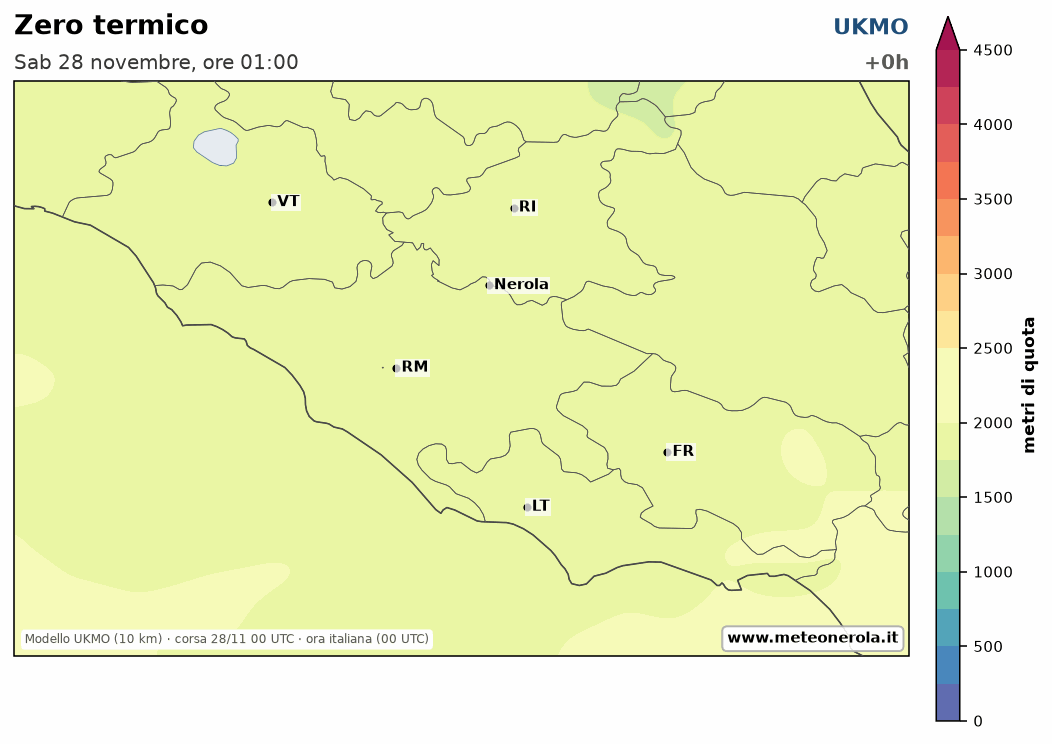 Zero termico
UKMO
Sab 28 novembre, ore 01:00
+0h
4500
4000
3500
3000
2500
2000
1500
1000
500
0
metri di quota
VT
RI
Nerola
RM
FR
LT
Modello UKMO (10 km) · corsa 28/11 00 UTC · ora italiana (00 UTC)
www.meteonerola.it